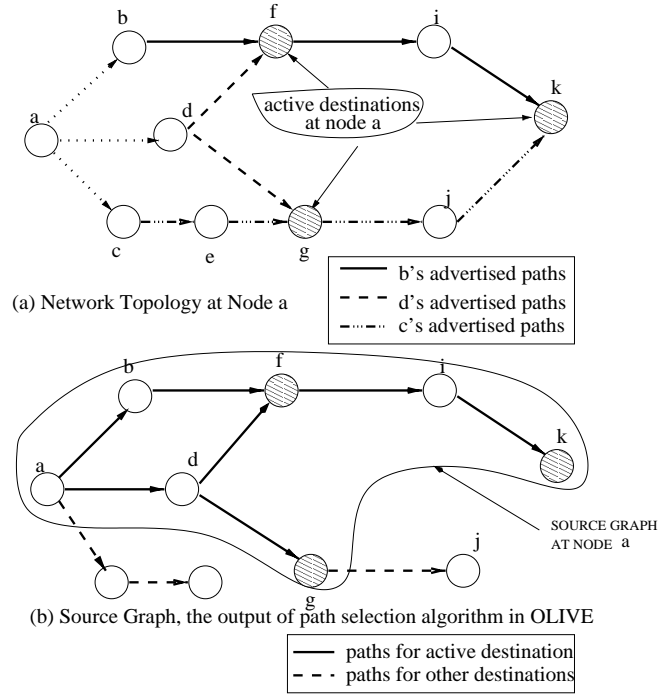 b
f
i
k
a
d
active destinations
at node a
c
e
g
j
b's advertised paths
d's advertised paths
c's advertised paths
(a) Network Topology at Node a
b
f
i
k
a
d
SOURCE GRAPH
AT NODE a
j
g
(b) Source Graph, the output of path selection algorithm in OLIVE
paths for active destination
paths for other destinations